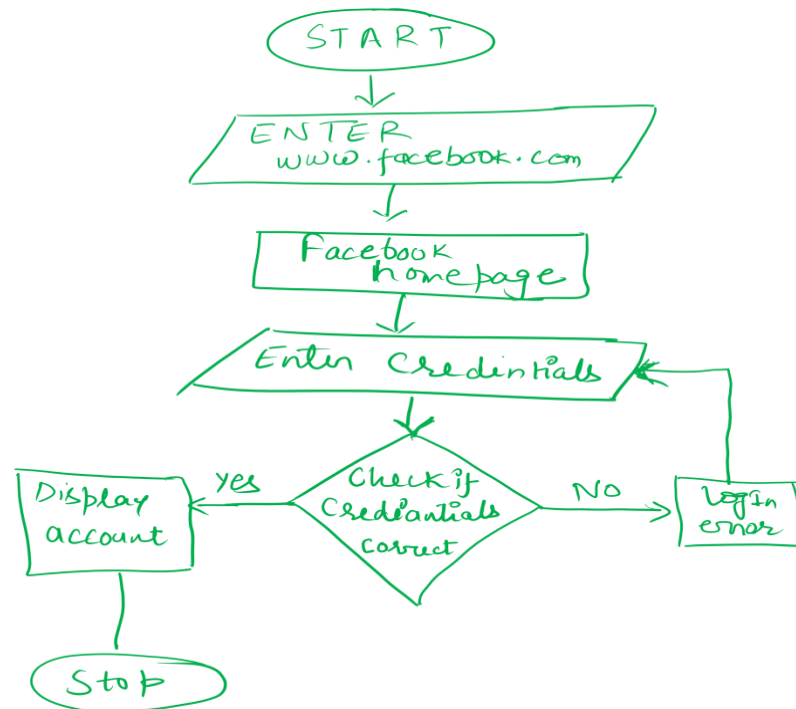 START
ENTER
www.facebook.com
Facebook
homepage
Enter Credintials
Check if
Crediantials
correct
yes
NO
Display
account
LogIn
error
Stop